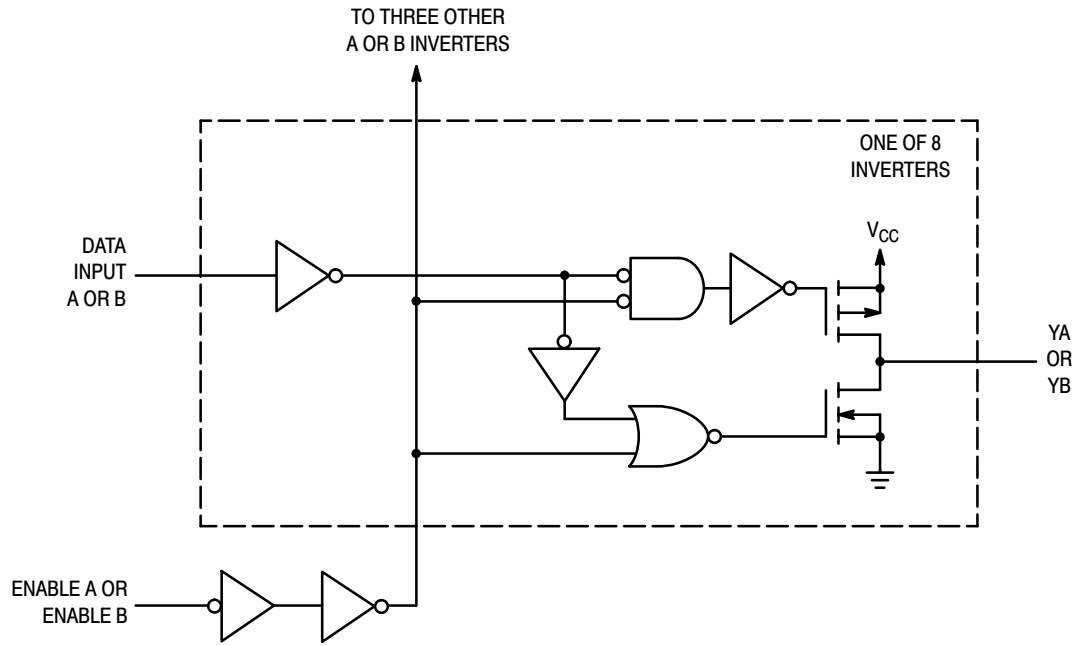 TO THREE OTHER
A OR B INVERTERS
ONE OF 8
INVERTERS
DATA
INPUT
A OR B
VCC
YA
OR
YB
ENABLE A OR
ENABLE B